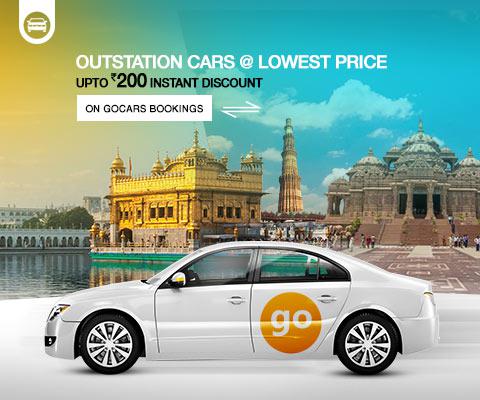 OUTSTATION CARS @ LOWEST PRICE
UPTO ₹200 INSTANT DISCOUNT
ON GOCARS BOOKINGS
go